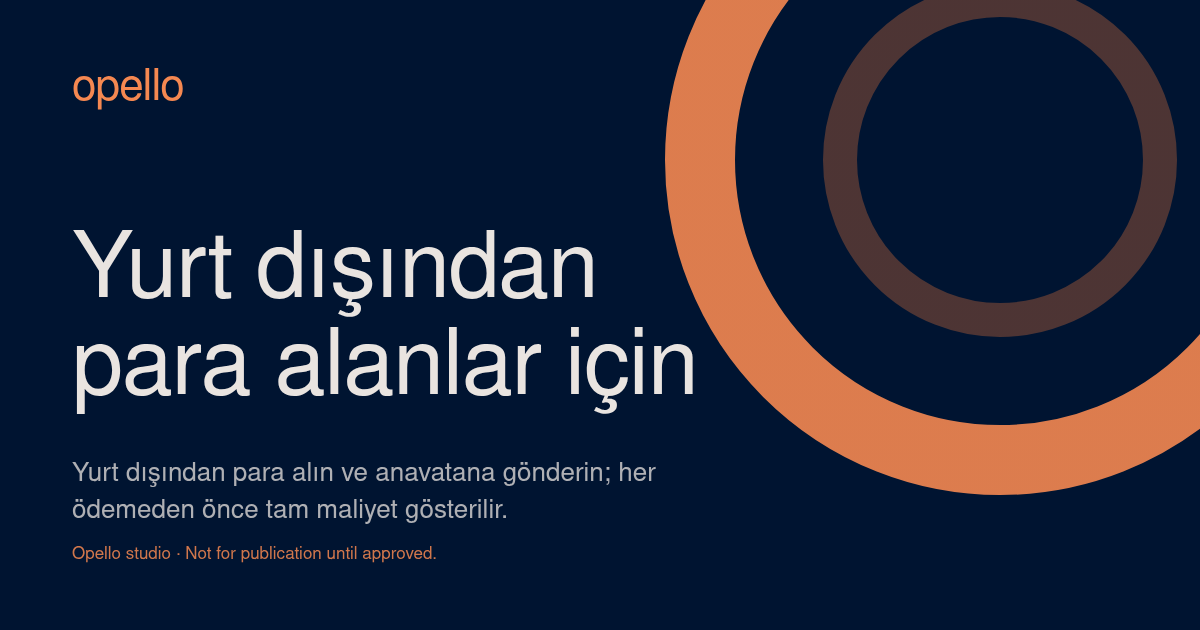 opello
Yurt dışından
para alanlar için
Yurt dışından para alın ve anavatana gönderin; her
ödemeden önce tam maliyet gösterilir.
Opello studio · Not for publication until approved.